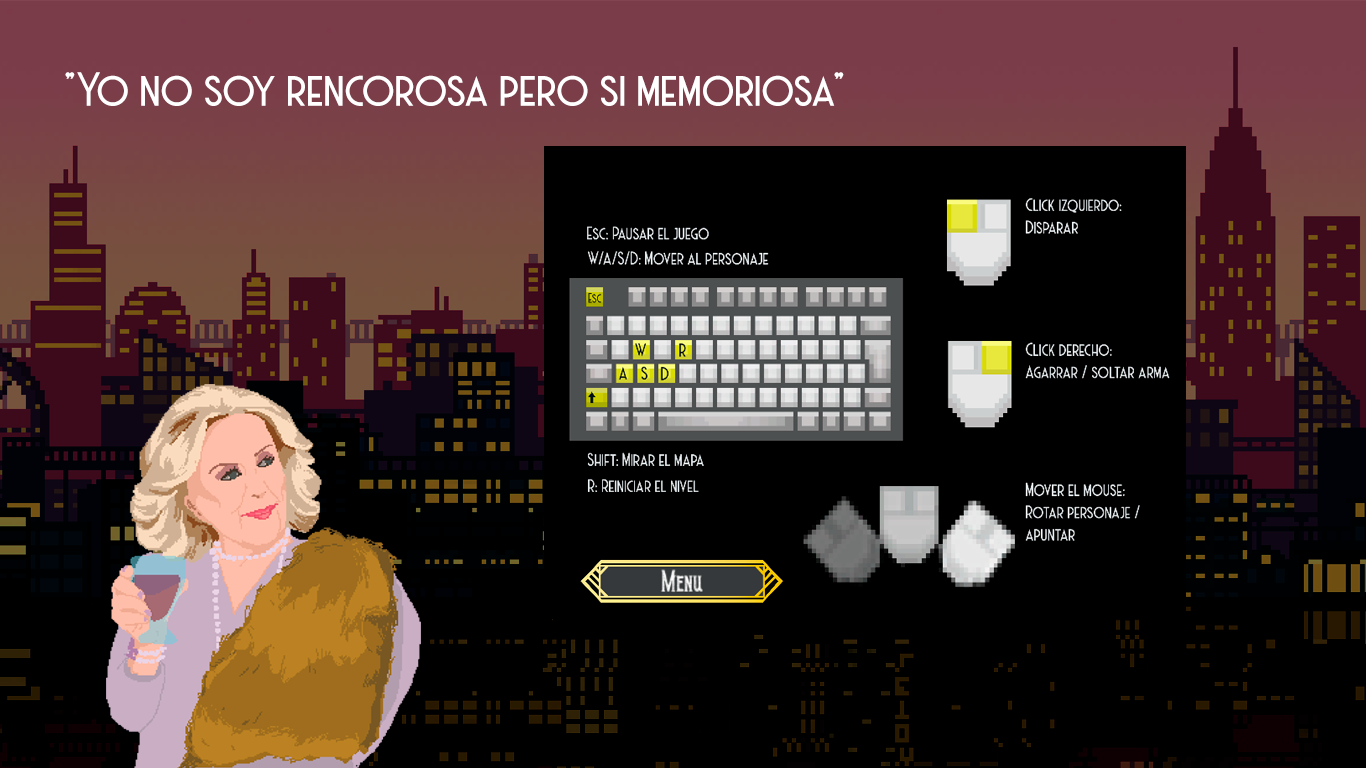 "Yo no soy rencorosa pero si memoriosa"
Esc: Pausar el juego
W/A/S/D: Mover al personaje
Esc
W R
A S D
Shift: Mirar el mapa
R: Reiniciar el nivel
Menu
Click izquierdo:
Disparar
Click derecho:
Agarrar / soltar arma
Mover el mouse:
Rotar personaje /
apuntar